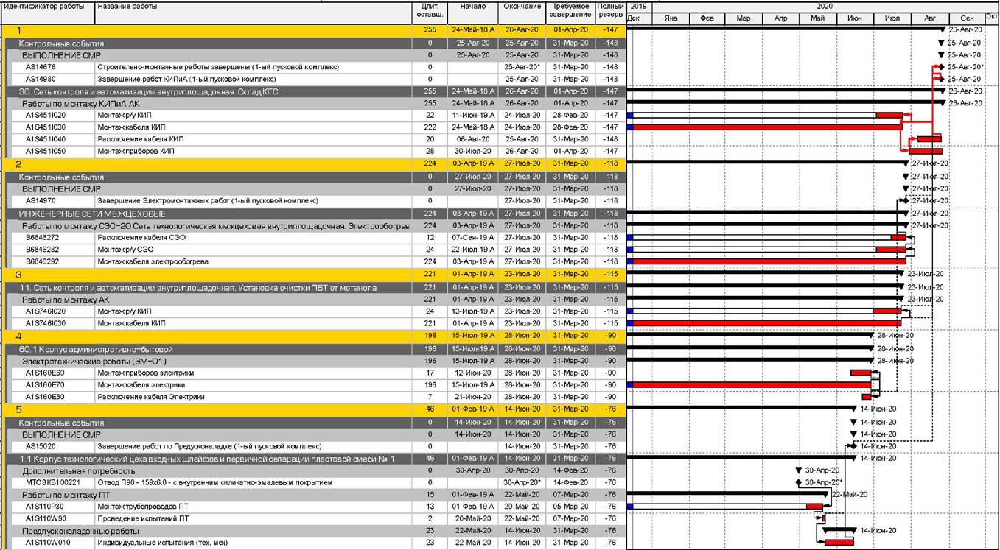 Идентификатор работы Название работы Длит. оставш. Начало Окончание Требуемое завершение Полный резерв 2019 2020
Дек Янв Фев Мар Апр Май Июн Июл Авг Сен Окт
1 255 24-Май-18 А 26-Авг-20 01-Апр-20 -147 26-Авг-20
Контрольные события 0 25-Авг-20 25-Авг-20 31-Мар-20 -148 25-Авг-20
ВЫПОЛНЕНИЕ СМР 0 25-Авг-20 25-Авг-20 31-Мар-20 -148 25-Авг-20
AS14676 Строительно-монтажные работы завершены (1-ый пусковой комплекс) 0 25-Авг-20* 31-Мар-20 -148 25-Авг-20*
AS14980 Завершение работ КИПиА (1-ый пусковой комплекс) 0 25-Авг-20 31-Мар-20 -148 25-Авг-20
30. Сеть контроля и автоматизации внутриплощадочная. Склад КГС 255 24-Май-18 А 26-Авг-20 01-Апр-20 -147 26-Авг-20
Работы по монтажу КИПиА АК 255 24-Май-18 А 26-Авг-20 01-Апр-20 -147 26-Авг-20
A1S451I020 Монтаж р/у КИП 22 11-Июн-19 А 24-Июл-20 28-Фев-20 -147
A1S451I030 Монтаж кабеля КИП 222 24-Май-18 А 24-Июл-20 28-Фев-20 -147
A1S451I040 Расключение кабеля КИП 20 06-Авг-20 25-Авг-20 31-Мар-20 -147
A1S451I050 Монтаж приборов КИП 28 30-Июл-20 26-Авг-20 01-Апр-20 -147
2 224 03-Апр-19 А 27-Июл-20 31-Мар-20 -118 27-Июл-20
Контрольные события 0 27-Июл-20 27-Июл-20 31-Мар-20 -118 27-Июл-20
ВЫПОЛНЕНИЕ СМР 0 27-Июл-20 27-Июл-20 31-Мар-20 -118 27-Июл-20
AS14970 Завершение Электромонтажных работ (1-ый пусковой комплекс) 0 27-Июл-20 31-Мар-20 -118 27-Июл-20
ИНЖЕНЕРНЫЕ СЕТИ МЕЖЦЕХОВЫЕ 224 03-Апр-19 А 27-Июл-20 31-Мар-20 -118 27-Июл-20
Работы по монтажу СЭО-20 Сеть технологическая межцеховая внутриплощадочная. Электрообогрев 224 03-Апр-19 А 27-Июл-20 31-Мар-20 -118 27-Июл-20
B6846272 Расключение кабеля СЭО 12 07-Сен-19 А 27-Июл-20 31-Мар-20 -118
B6846282 Монтаж р/у СЭО 24 22-Июл-19 А 27-Июл-20 31-Мар-20 -118
B6846292 Монтаж кабеля электрообогрева 224 03-Апр-19 А 27-Июл-20 31-Мар-20 -118
3 221 01-Апр-19 А 23-Июл-20 31-Мар-20 -115 23-Июл-20
11. Сеть контроля и автоматизации внутриплощадочная. Установка очистки ПБТ от метанола 221 01-Апр-19 А 23-Июл-20 31-Мар-20 -115 23-Июл-20
Работы по монтажу АК 221 01-Апр-19 А 23-Июл-20 31-Мар-20 -115 23-Июл-20
A1S746I020 Монтаж р/у КИП 24 13-Июл-19 А 23-Июл-20 31-Мар-20 -115
A1S746I030 Монтаж кабеля КИП 221 01-Апр-19 А 23-Июл-20 31-Мар-20 -115
4 196 15-Июл-19 А 28-Июн-20 31-Мар-20 -90 28-Июн-20
60.1 Корпус административно-бытовой 196 15-Июл-19 А 28-Июн-20 31-Мар-20 -90 28-Июн-20
Электротехнические работы (ЭМ-01) 196 15-Июл-19 А 28-Июн-20 31-Мар-20 -90 28-Июн-20
A1S160E60 Монтаж приборов электрики 17 12-Июн-20 28-Июн-20 31-Мар-20 -90
A1S160E70 Монтаж кабеля электрики 196 15-Июл-19 А 28-Июн-20 31-Мар-20 -90
A1S160E80 Расключение кабеля Электрики 7 21-Июн-20 28-Июн-20 31-Мар-20 -90
5 46 01-Фев-19 А 14-Июн-20 31-Мар-20 -76 14-Июн-20
Контрольные события 0 14-Июн-20 14-Июн-20 31-Мар-20 -76 14-Июн-20
ВЫПОЛНЕНИЕ СМР 0 14-Июн-20 14-Июн-20 31-Мар-20 -76 14-Июн-20
AS15020 Завершение работ по Предусконаладке (1-ый пусковой комплекс) 0 14-Июн-20 31-Мар-20 -76 14-Июн-20
1.1 Корпус технологический цеха входных шлейфов и первичной сепарации пластовой смеси № 1 46 01-Фев-19 А 14-Июн-20 31-Мар-20 -76 14-Июн-20
Дополнительная потребность 0 30-Апр-20 30-Апр-20 14-Фев-20 -76 30-Апр-20
МТОЗКВ100221 Отвод П90 - 159х6,0 - с внутренним силикатно-эмалевым покрытием 0 30-Апр-20* 14-Фев-20 -76 30-Апр-20*
Работы по монтажу ПТ 15 01-Фев-19 А 22-Май-20 07-Мар-20 -76 22-Май-20
A1S110P30 Монтаж трубопроводов ПТ 13 01-Фев-19 А 20-Май-20 05-Мар-20 -76
A1S110W90 Проведение испытаний ПТ 2 20-Май-20 22-Май-20 07-Мар-20 -76
Предпусконаладочные работы 23 22-Май-20 14-Июн-20 31-Мар-20 -76 14-Июн-20
A1S110W010 Индивидуальные испытания (тех, мех) 23 22-Май-20 14-Июн-20 31-Мар-20 -76